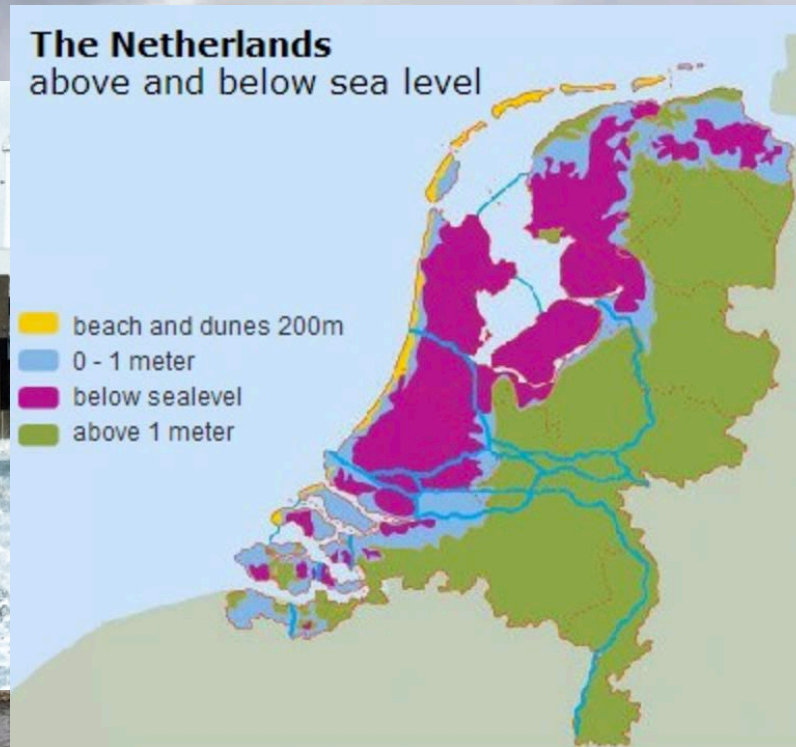 The Netherlands
above and below sea level
beach and dunes 200m
0 - 1 meter
below sealevel
above 1 meter